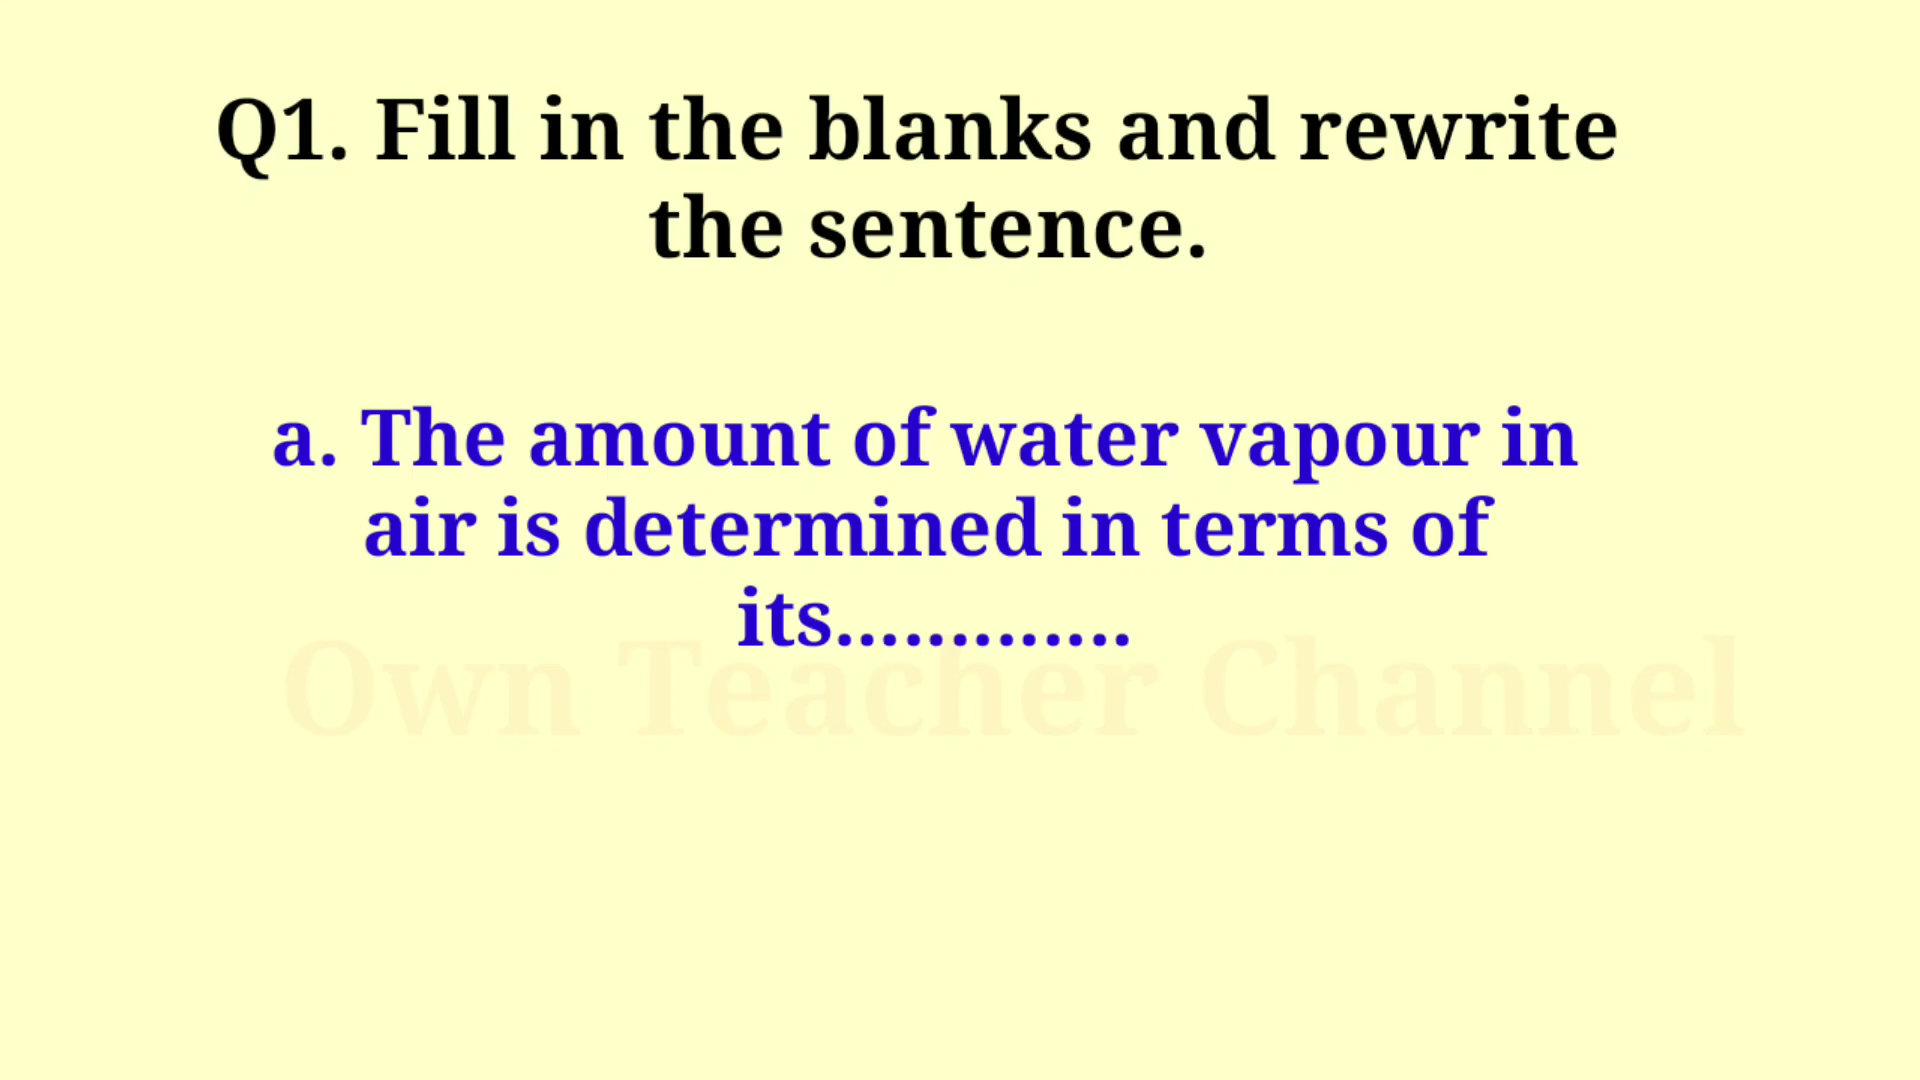 Q1. Fill in the blanks and rewrite
the sentence.
a. The amount of water vapour in
air is determined in terms of
its.............
Own Teacher Channel